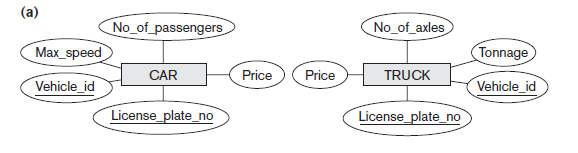 (a)
No_of_passengers
No_of_axles
Max_speed
Tonnage
CAR
Price
Price
TRUCK
Vehicle_id
Vehicle_id
License_plate_no
License_plate_no